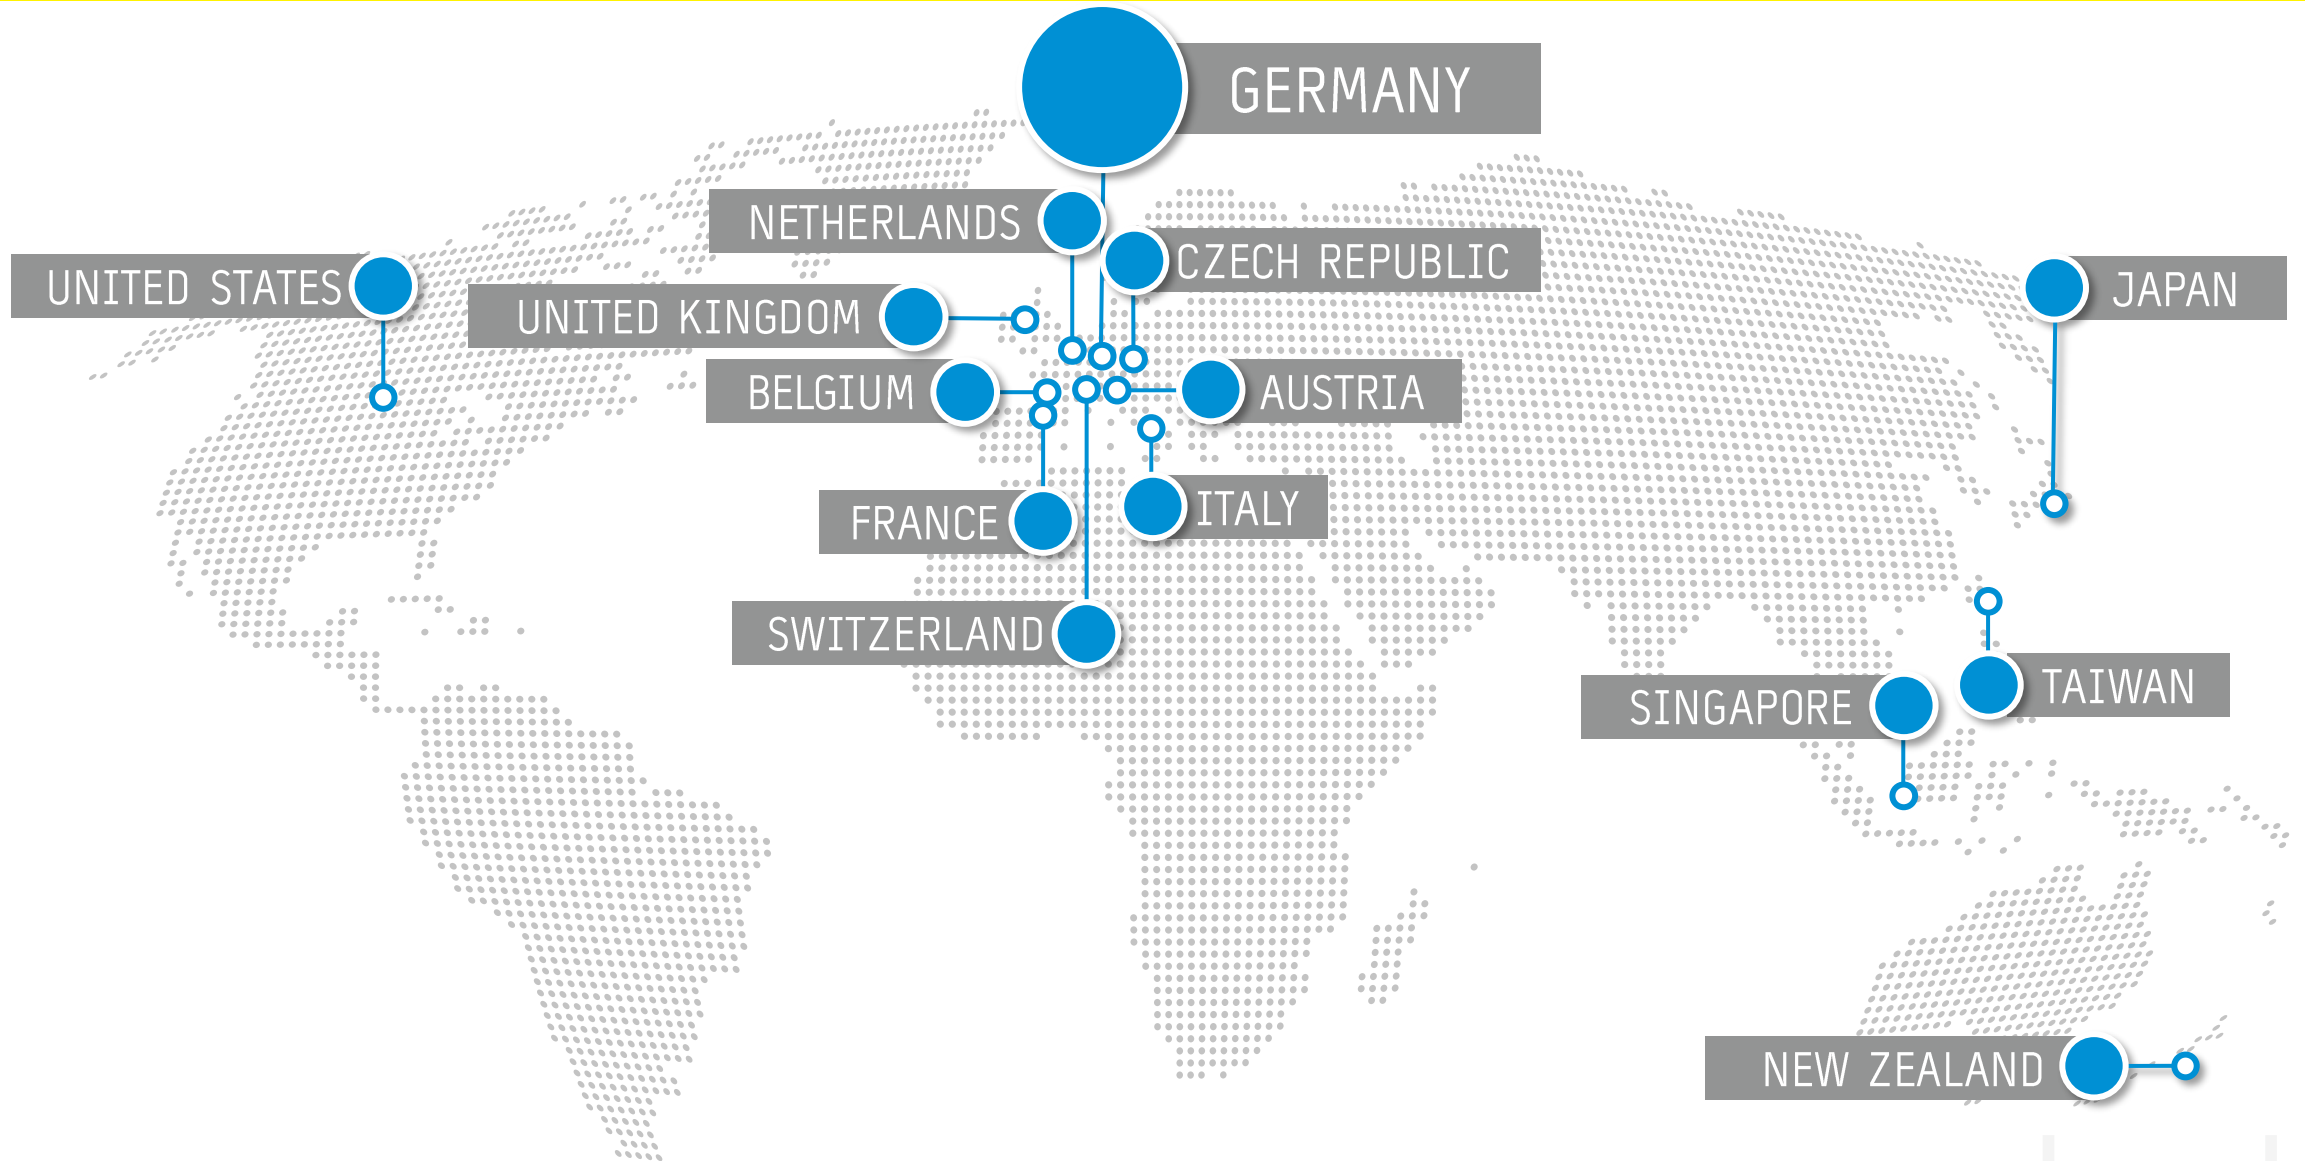 GERMANY
NETHERLANDS
CZECH REPUBLIC
UNITED STATES
JAPAN
UNITED KINGDOM
BELGIUM
AUSTRIA
FRANCE
ITALY
SWITZERLAND
TAIWAN
SINGAPORE
NEW ZEALAND